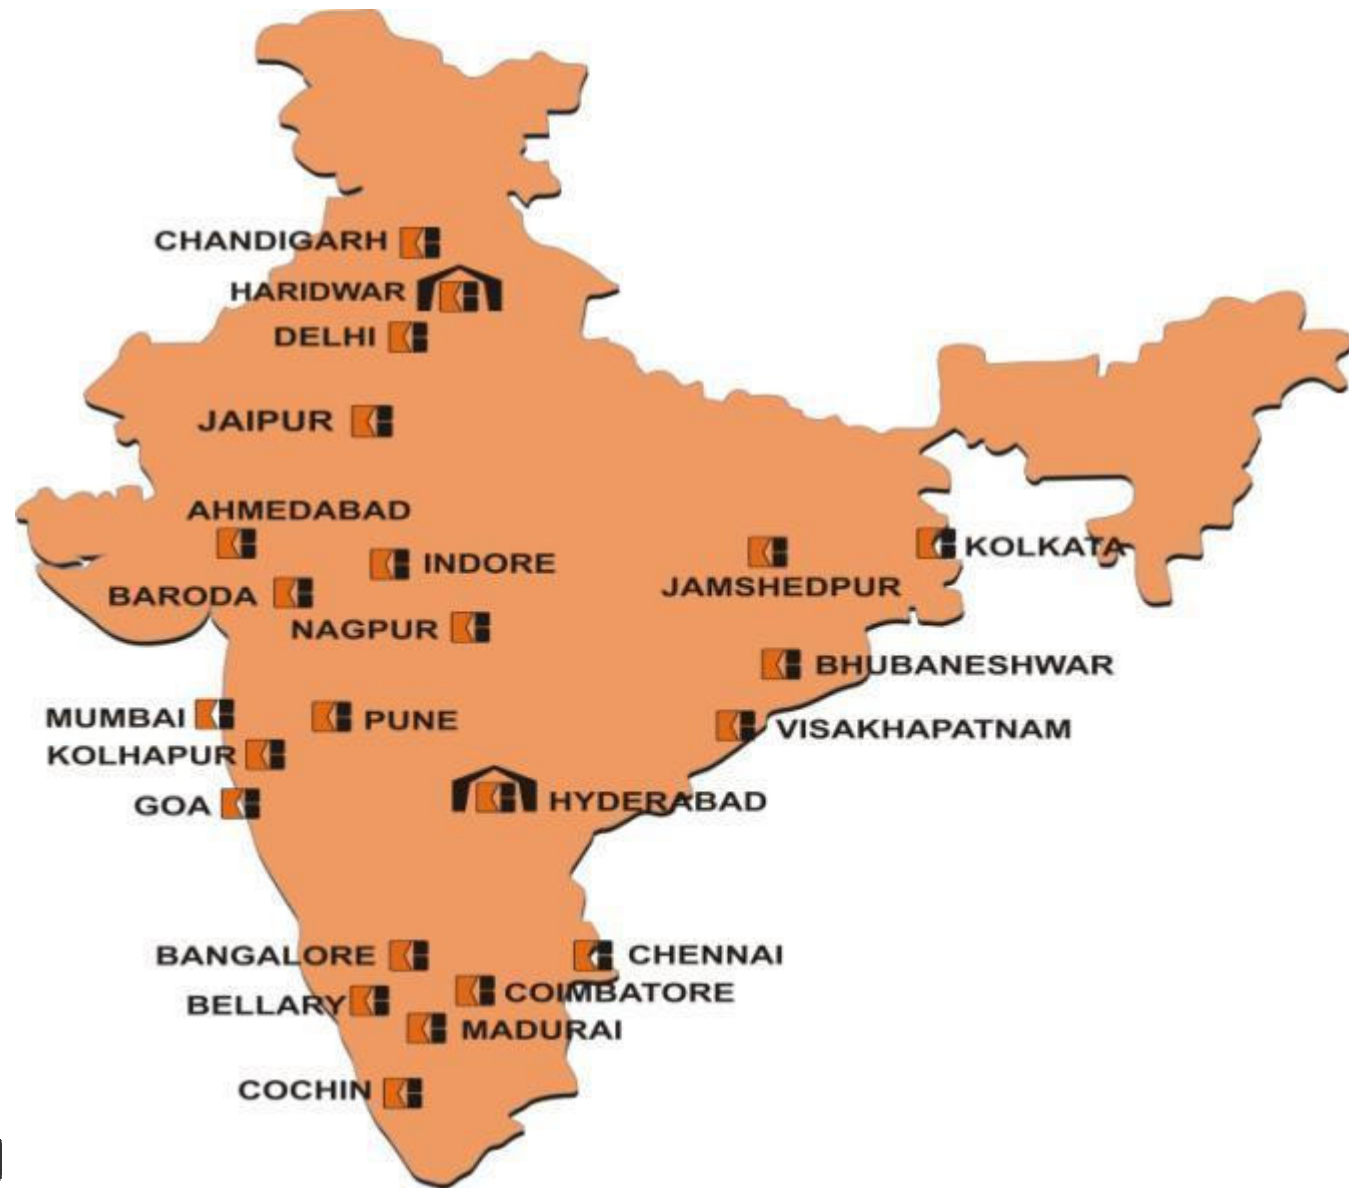 CHANDIGARH
HARIDWAR
DELHI
JAIPUR
AHMEDABAD
INDORE
KOLKATA
JAMSHEDPUR
BARODA
NAGPUR
BHUBANESHWAR
MUMBAI
PUNE
VISAKHAPATNAM
KOLHAPUR
GOA
HYDERABAD
BANGALORE
CHENNAI
COIMBATORE
BELLARY
MADURAI
COCHIN